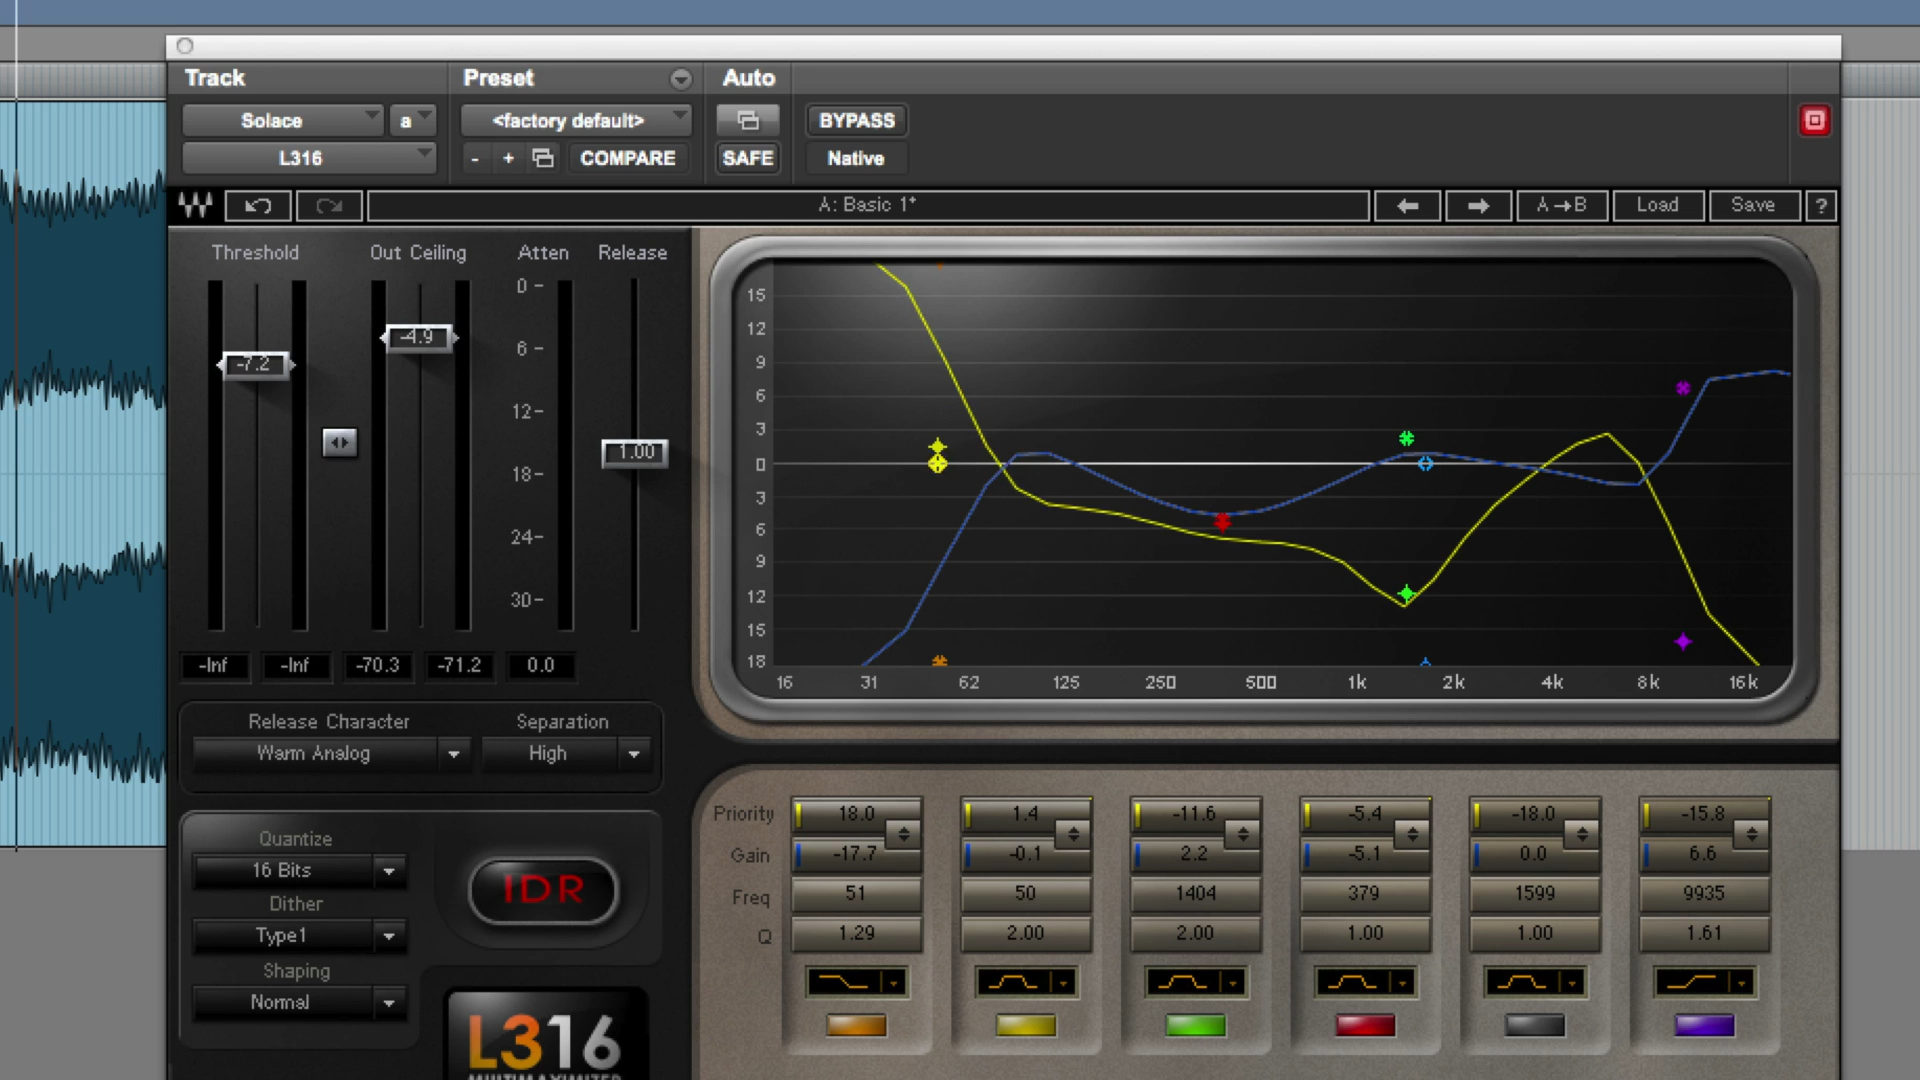 Track Preset Auto
Solace a <factory default> BYPASS
L316 - + COMPARE SAFE Native
A: Basic 1* A→B Load Save ?
Threshold Out Ceiling Atten Release
0
6
12
18
24
30
-7.2 -4.9 1.00
-Inf -Inf -70.3 -71.2 0.0
15
12
9
6
3
0
3
6
9
12
15
18
16 31 62 125 250 500 1k 2k 4k 8k 16k
Release Character Separation
Warm Analog High
Quantize
16 Bits
Dither
Type1
Shaping
Normal
IDR
L316
MULTIMAXIMIZER
Priority 18.0 1.4 -11.6 -5.4 -18.0 -15.8
Gain -17.7 -0.1 2.2 -5.1 0.0 6.6
Freq 51 50 1404 379 1599 9935
Q 1.29 2.00 2.00 1.00 1.00 1.61